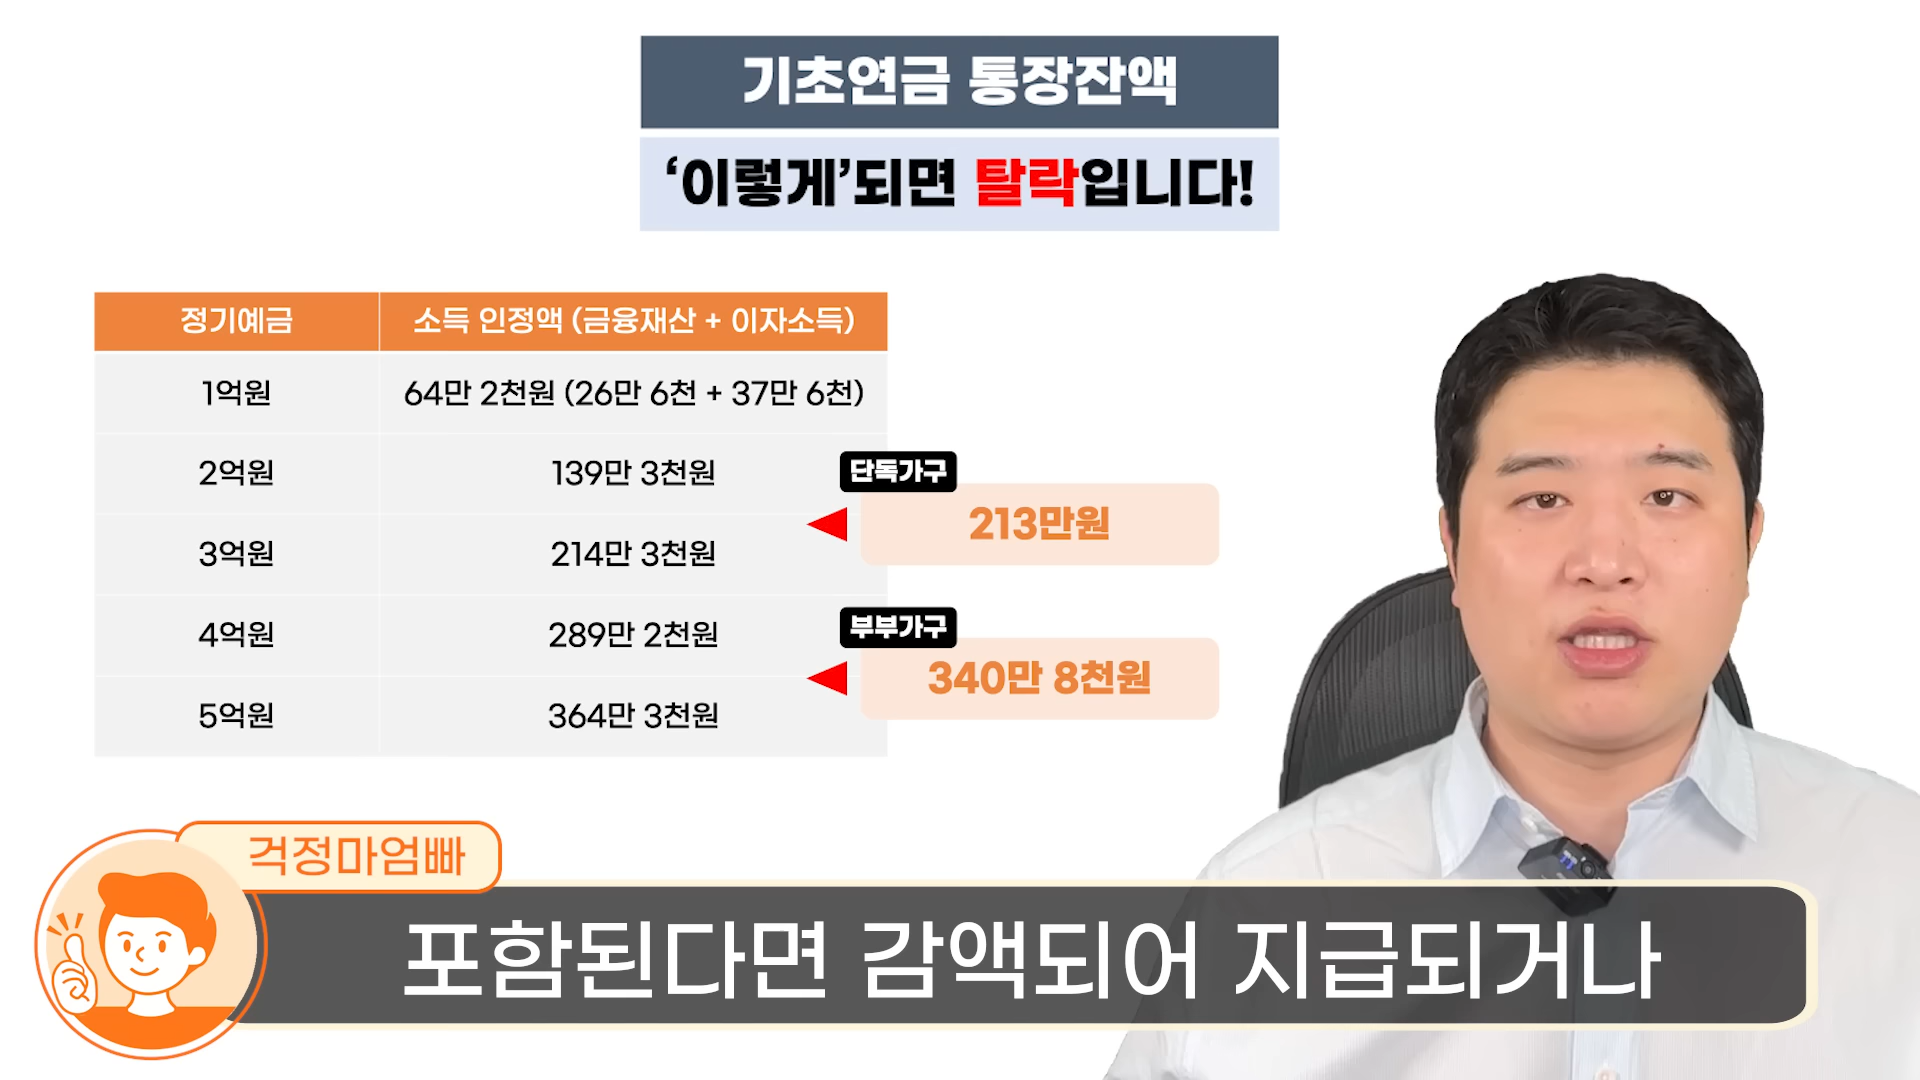 기초연금 통장잔액
‘이렇게’되면 탈락입니다!
정기예금 소득 인정액 (금융재산 + 이자소득)
1억원 64만 2천원 (26만 6천 + 37만 6천)
2억원 139만 3천원
단독가구
213만원
3억원 214만 3천원
4억원 289만 2천원
부부가구
340만 8천원
5억원 364만 3천원
걱정마엄빠
포함된다면 감액되어 지급되거나